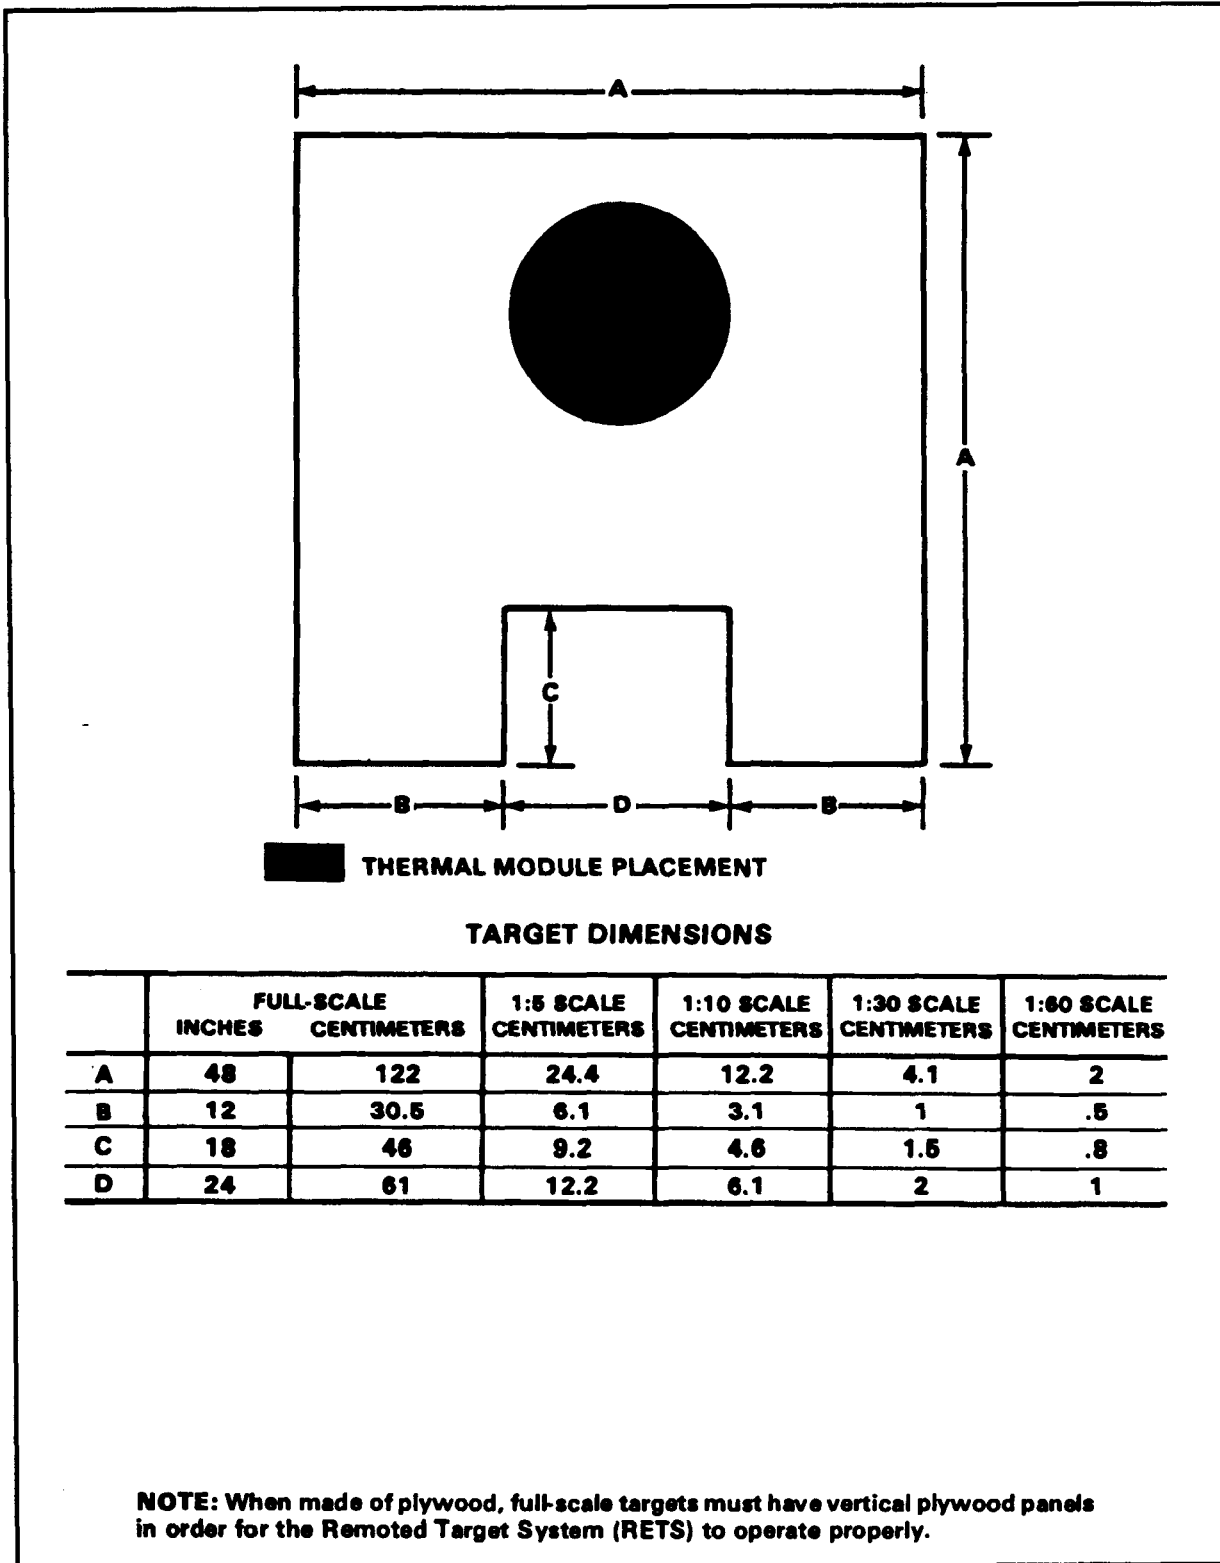 A
A
C
B D B
THERMAL MODULE PLACEMENT
TARGET DIMENSIONS
FULL-SCALE 1:5 SCALE 1:10 SCALE 1:30 SCALE 1:60 SCALE
INCHES CENTIMETERS CENTIMETERS CENTIMETERS CENTIMETERS CENTIMETERS
A 48 122 24.4 12.2 4.1 2
B 12 30.5 6.1 3.1 1 .5
C 18 46 9.2 4.6 1.5 .8
D 24 61 12.2 6.1 2 1
NOTE: When made of plywood, full-scale targets must have vertical plywood panels
in order for the Remoted Target System (RETS) to operate properly.